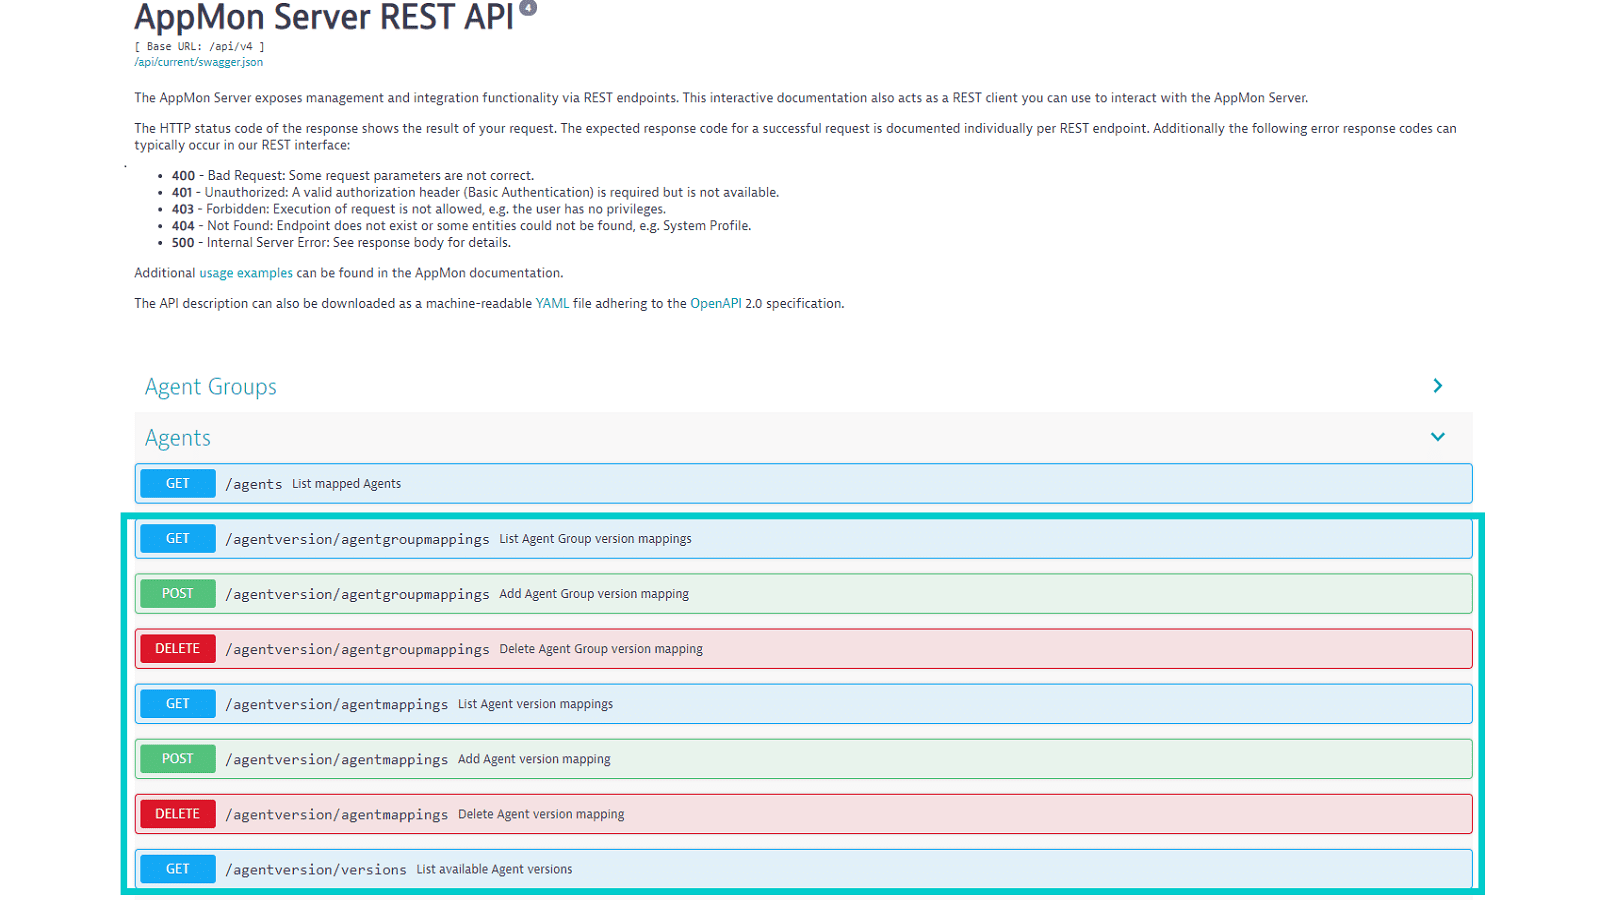 AppMon Server REST API 4
[ Base URL: /api/v4 ]
/api/current/swagger.json
The AppMon Server exposes management and integration functionality via REST endpoints. This interactive documentation also acts as a REST client you can use to interact with the AppMon Server.
The HTTP status code of the response shows the result of your request. The expected response code for a successful request is documented individually per REST endpoint. Additionally the following error response codes can
typically occur in our REST interface:
• 400 - Bad Request: Some request parameters are not correct.
• 401 - Unauthorized: A valid authorization header (Basic Authentication) is required but is not available.
• 403 - Forbidden: Execution of request is not allowed, e.g. the user has no privileges.
• 404 - Not Found: Endpoint does not exist or some entities could not be found, e.g. System Profile.
• 500 - Internal Server Error: See response body for details.
Additional usage examples can be found in the AppMon documentation.
The API description can also be downloaded as a machine-readable YAML file adhering to the OpenAPI 2.0 specification.
Agent Groups
Agents
GET /agents List mapped Agents
GET /agentversion/agentgroupmappings List Agent Group version mappings
POST /agentversion/agentgroupmappings Add Agent Group version mapping
DELETE /agentversion/agentgroupmappings Delete Agent Group version mapping
GET /agentversion/agentmappings List Agent version mappings
POST /agentversion/agentmappings Add Agent version mapping
DELETE /agentversion/agentmappings Delete Agent version mapping
GET /agentversion/versions List available Agent versions